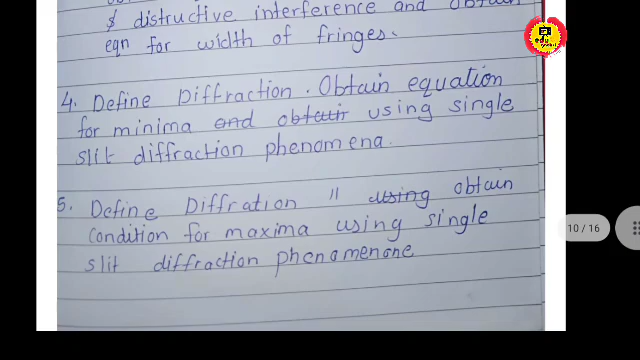 & distructive interference and obtain
eqn for width of fringes.
4. Define Diffraction. Obtain equation
for minima and obtain using single
slit diffraction phenomena.
5. Define Diffration || using obtain
condition for maxima using single
slit diffraction phenomenone
10 / 16
edu